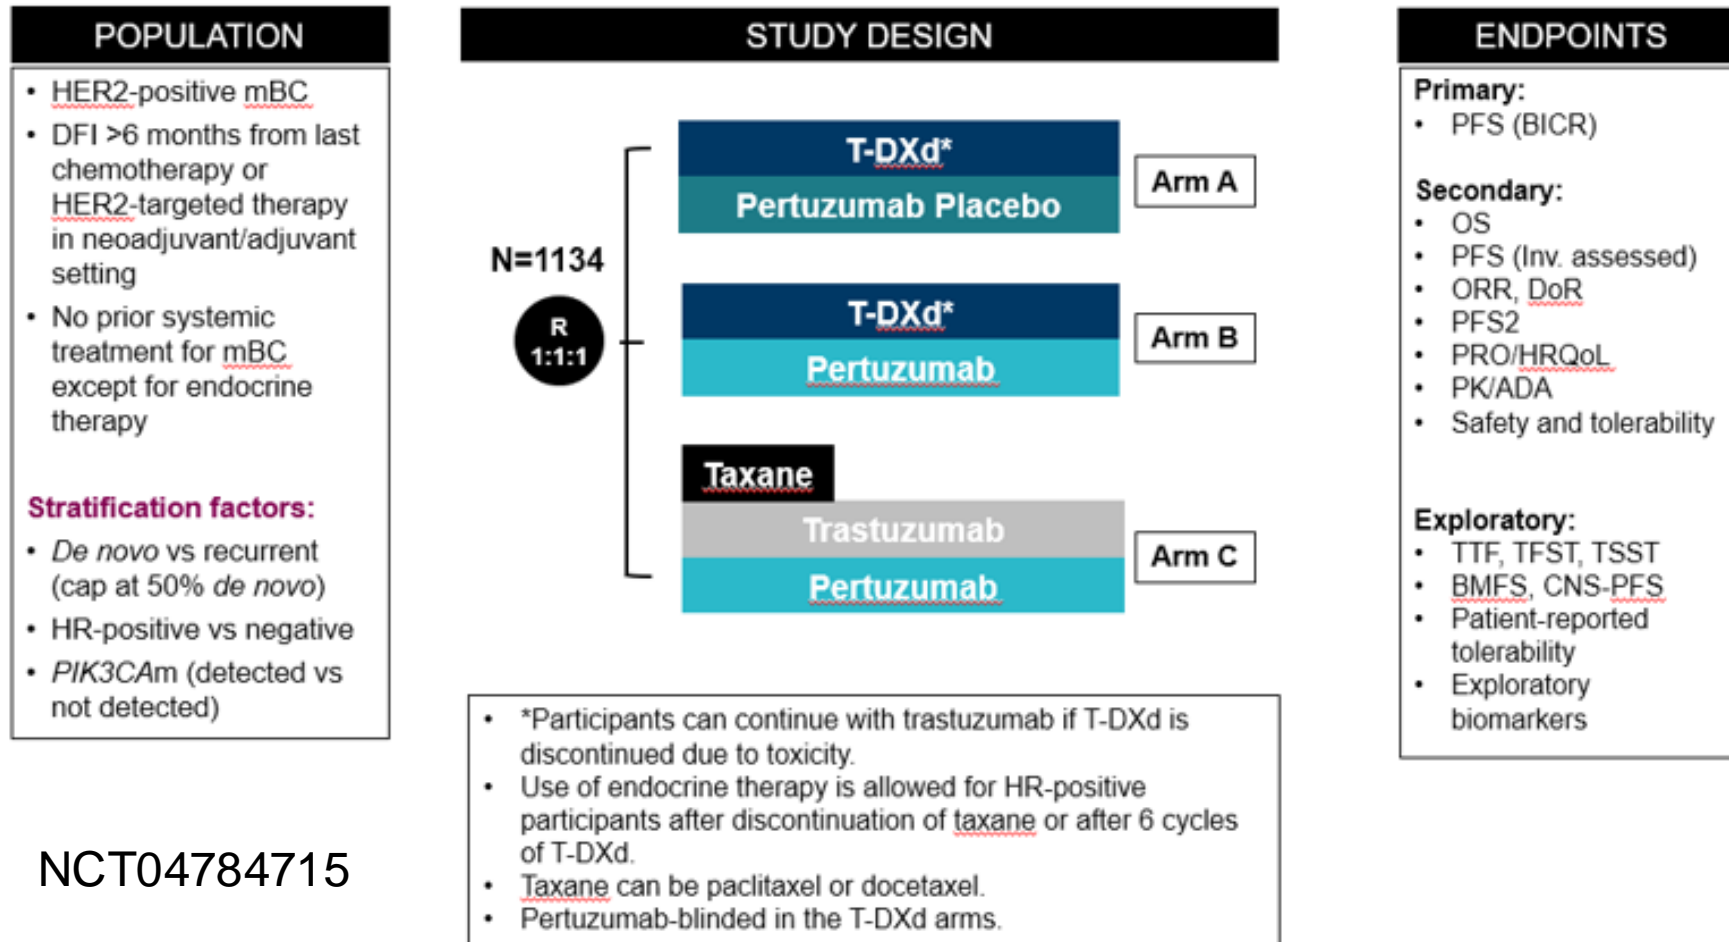 POPULATION
• HER2-positive mBC
• DFI >6 months from last
chemotherapy or
HER2-targeted therapy
in neoadjuvant/adjuvant
setting
• No prior systemic
treatment for mBC
except for endocrine
therapy
Stratification factors:
• De novo vs recurrent
(cap at 50% de novo)
• HR-positive vs negative
• PIK3CAm (detected vs
not detected)
NCT04784715
STUDY DESIGN
N=1134
R
1:1:1
T-DXd*
Pertuzumab Placebo
Arm A
T-DXd*
Pertuzumab
Arm B
Taxane
Trastuzumab
Pertuzumab
Arm C
• *Participants can continue with trastuzumab if T-DXd is
discontinued due to toxicity.
• Use of endocrine therapy is allowed for HR-positive
participants after discontinuation of taxane or after 6 cycles
of T-DXd.
• Taxane can be paclitaxel or docetaxel.
• Pertuzumab-blinded in the T-DXd arms.
ENDPOINTS
Primary:
• PFS (BICR)
Secondary:
• OS
• PFS (Inv. assessed)
• ORR, DoR
• PFS2
• PRO/HRQoL
• PK/ADA
• Safety and tolerability
Exploratory:
• TTF, TFST, TSST
• BMFS, CNS-PFS
• Patient-reported
tolerability
• Exploratory
biomarkers